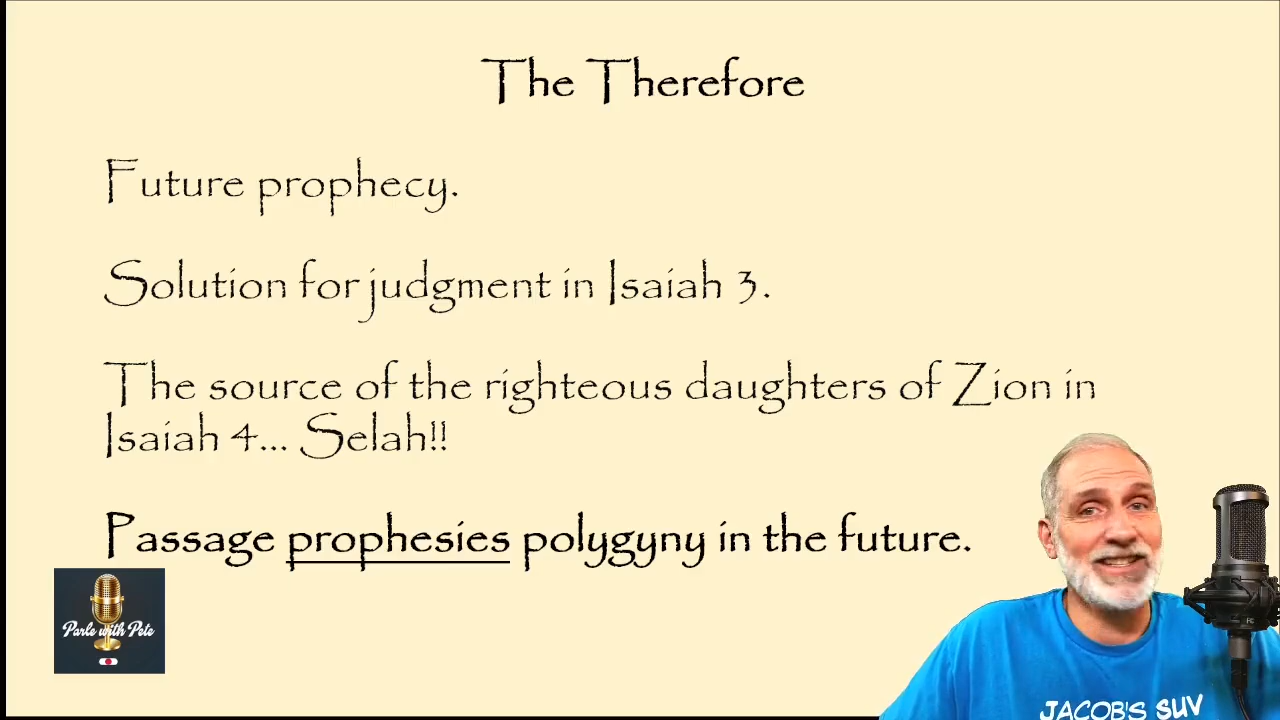 The Therefore
Future prophecy.
Solution for judgment in Isaiah 3.
The source of the righteous daughters of Zion in
Isaiah 4... Selah!!
Passage prophesies polygyny in the future.
Parle with Pete
JACOB'S SUV